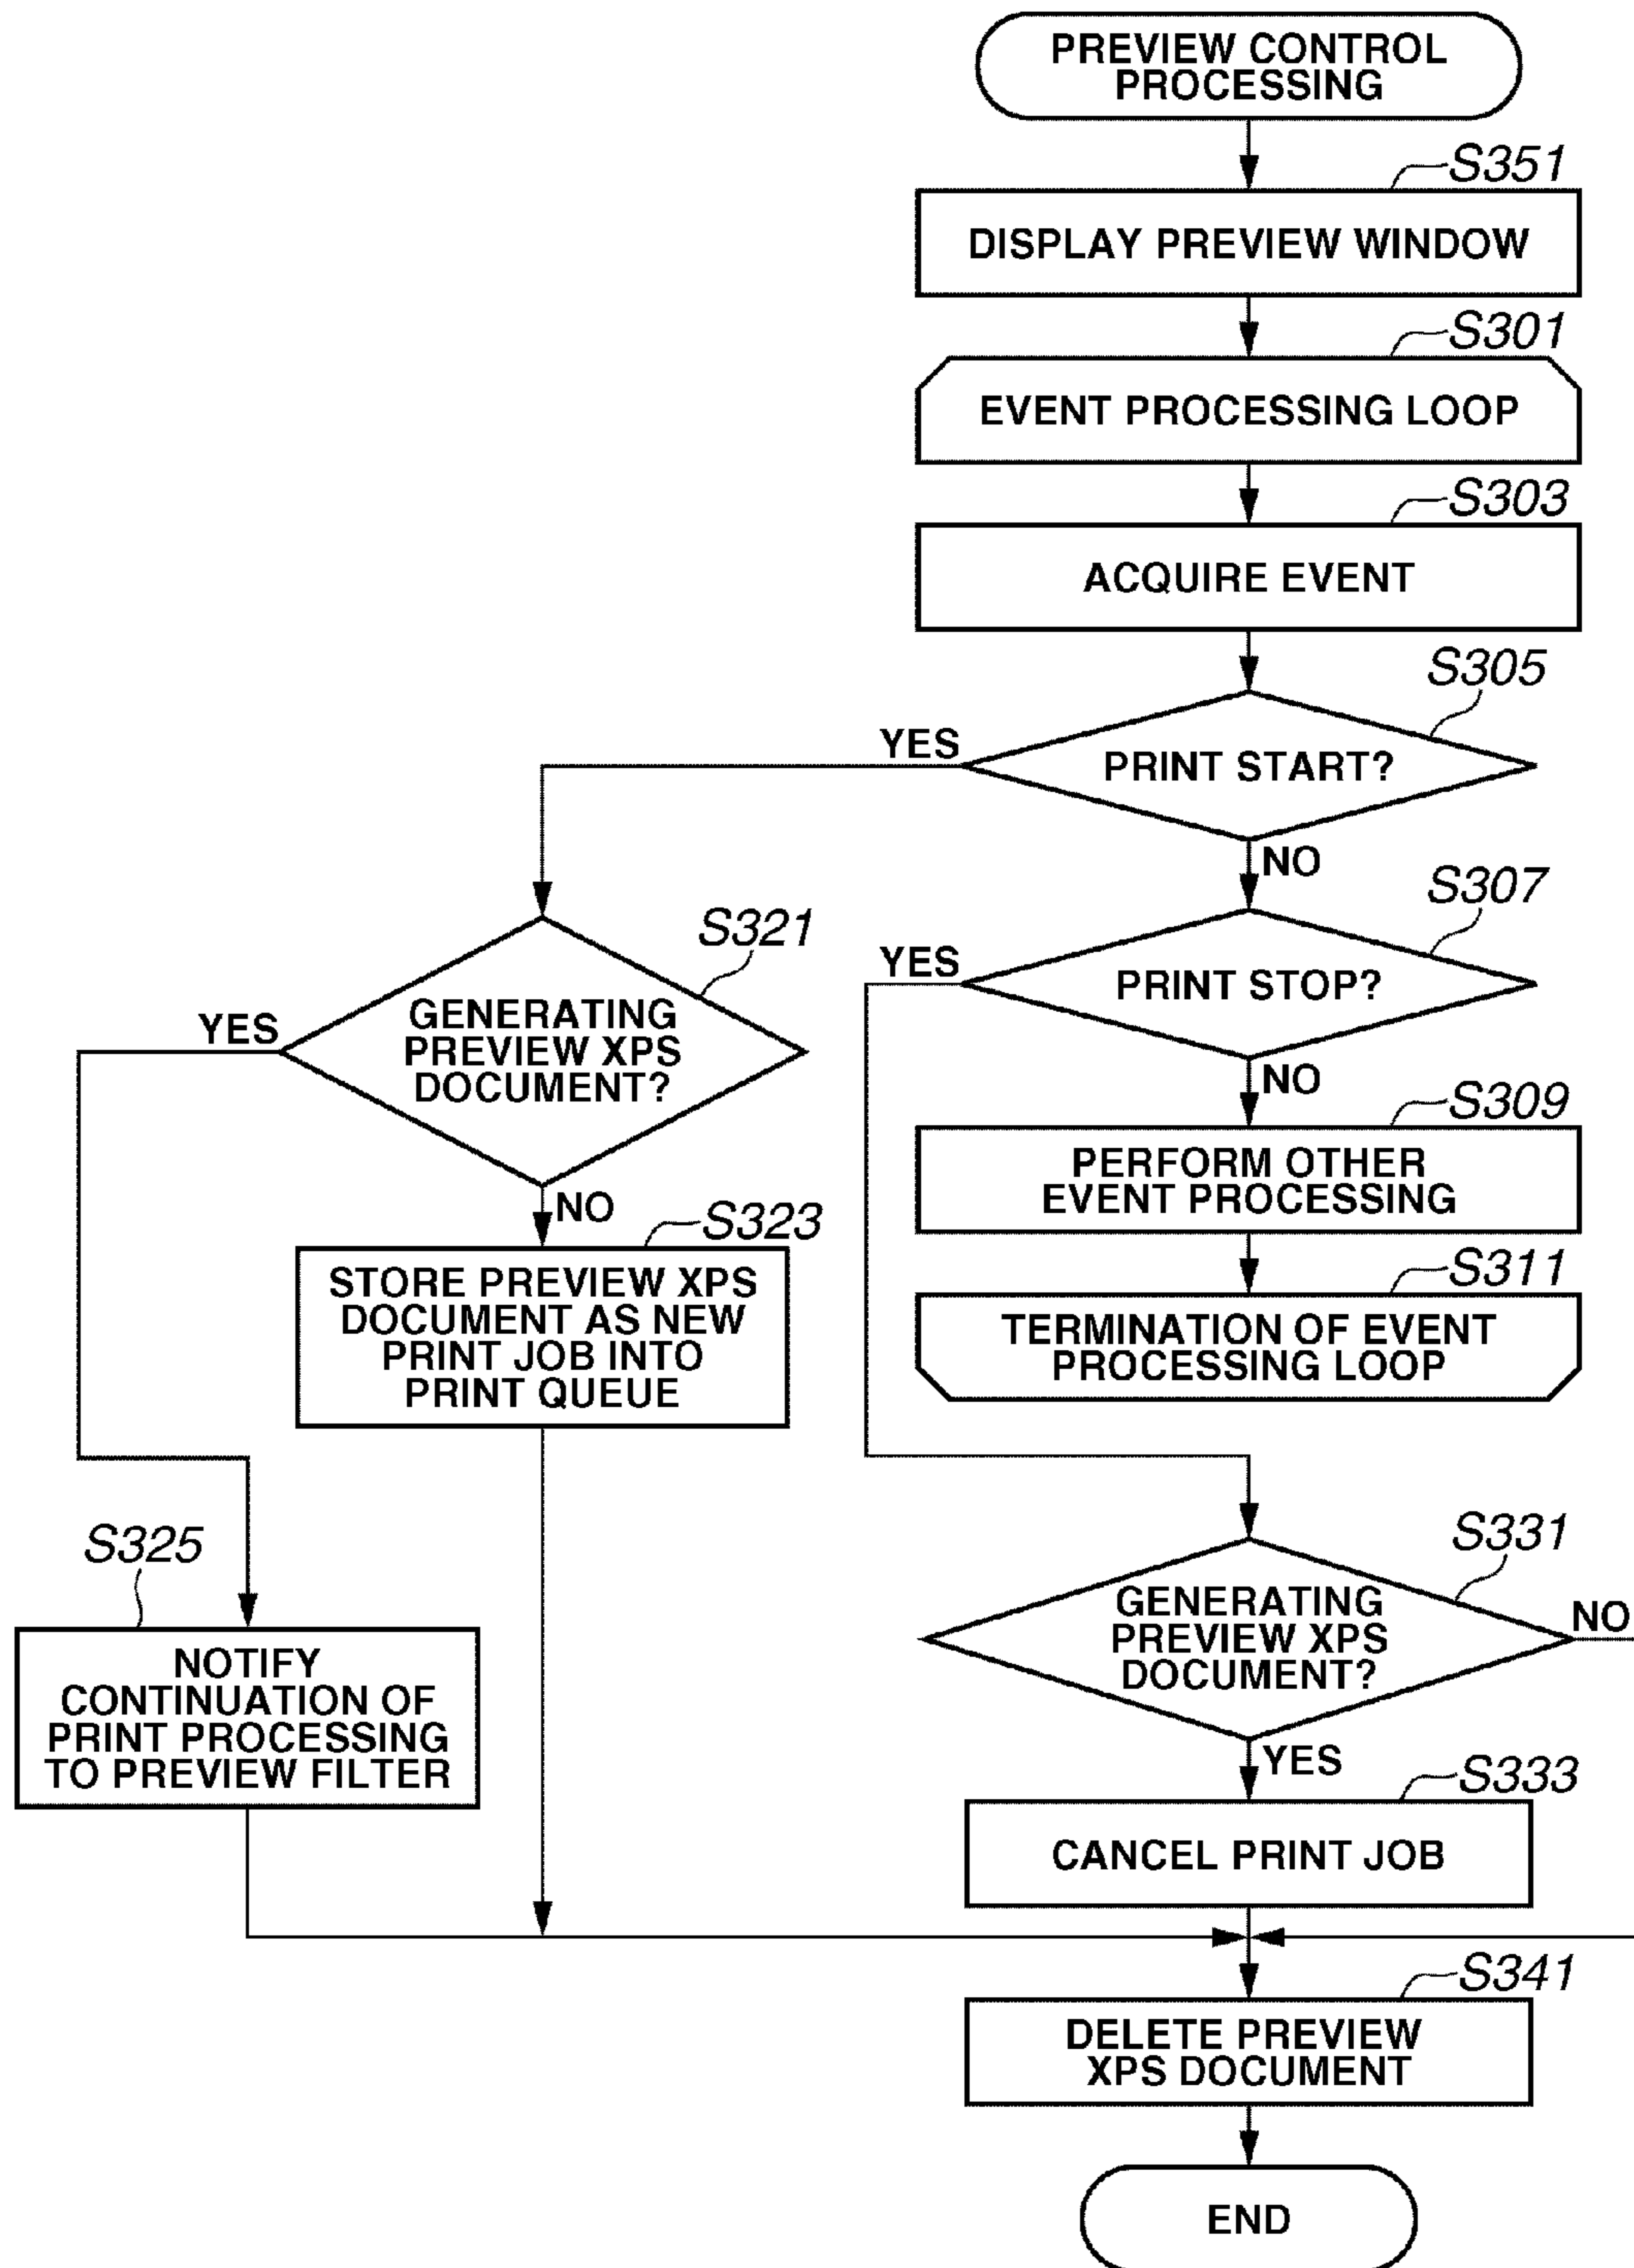 PREVIEW CONTROL
PROCESSING
S351
DISPLAY PREVIEW WINDOW
S301
EVENT PROCESSING LOOP
S303
ACQUIRE EVENT
S305
YES
PRINT START?
NO
S307
YES
PRINT STOP?
NO
S321
YES
GENERATING
PREVIEW XPS
DOCUMENT?
NO
S309
PERFORM OTHER
EVENT PROCESSING
S323
STORE PREVIEW XPS
DOCUMENT AS NEW
PRINT JOB INTO
PRINT QUEUE
S311
TERMINATION OF EVENT
PROCESSING LOOP
S325
NOTIFY
CONTINUATION OF
PRINT PROCESSING
TO PREVIEW FILTER
S331
GENERATING
PREVIEW XPS
DOCUMENT?
NO
YES
S333
CANCEL PRINT JOB
S341
DELETE PREVIEW
XPS DOCUMENT
END